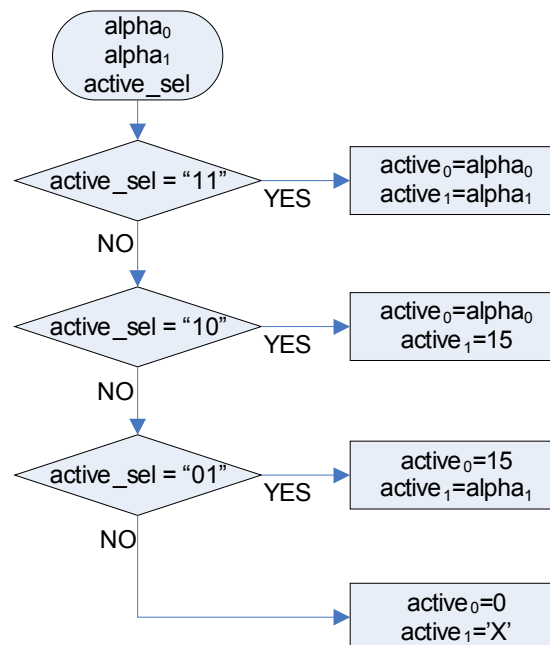 alpha₀
alpha₁
active_sel
active_sel = “11”
YES
active₀=alpha₀
active₁=alpha₁
NO
active_sel = “10”
YES
active₀=alpha₀
active₁=15
NO
active_sel = “01”
YES
active₀=15
active₁=alpha₁
NO
active₀=0
active₁='X'